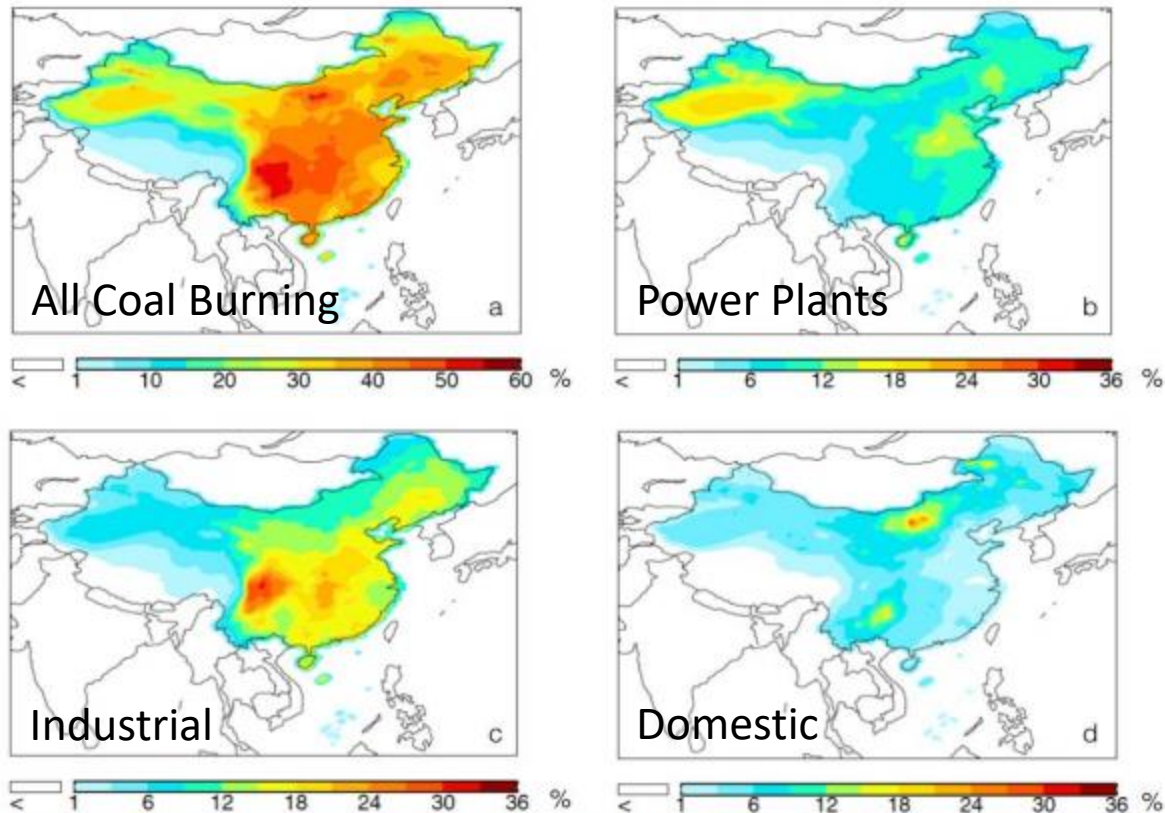 All Coal Burning a
Power Plants b
< 1 10 20 30 40 50 60 %
< 1 6 12 18 24 30 36 %
Industrial c
Domestic d
< 1 6 12 18 24 30 36 %
< 1 6 12 18 24 30 36 %